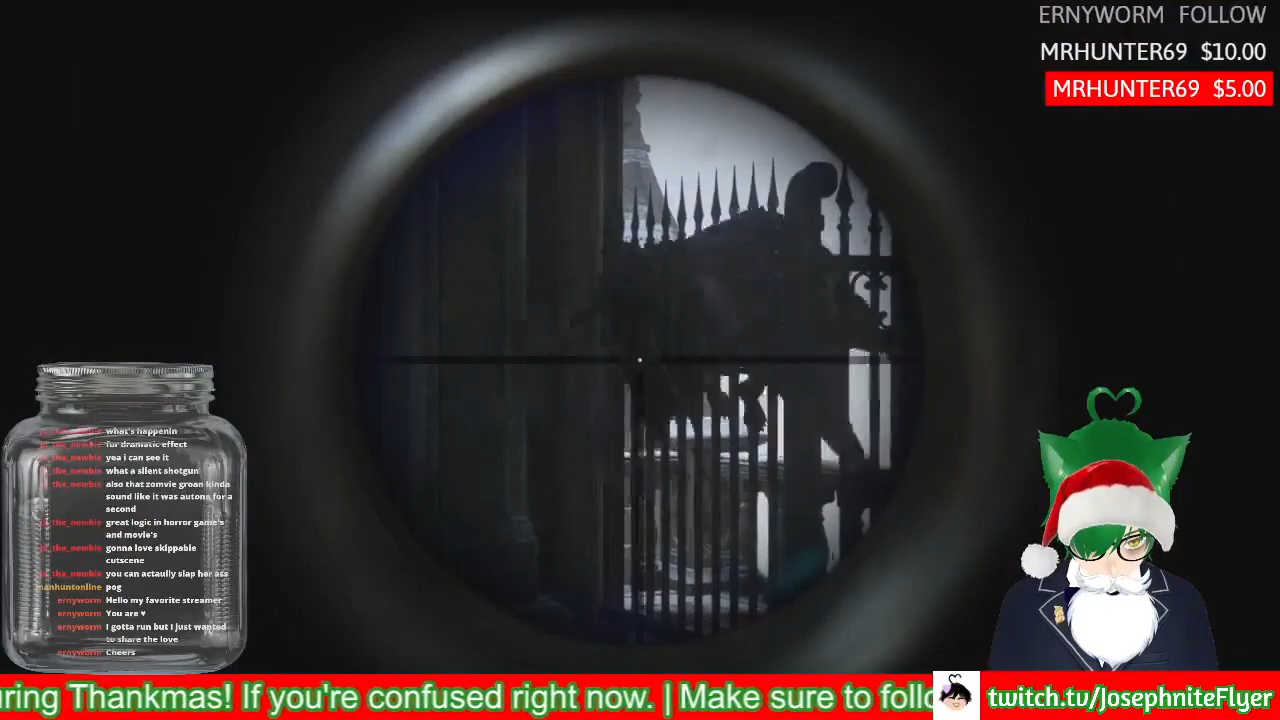 ERNYWORM FOLLOW
MRHUNTER69 $10.00
MRHUNTER69 $5.00
what's happenin
for dramatic effect
yea i can see it
what a silent shotgun
also that zomvie groan kinda
sound like it was autone for a
second
great logic in horror game's
and movie's
gonna love skippable
cutscene
you can actaully slap her ass
manhuntonline pog
ernyworm Hello my favorite streamer
ernyworm You are ♥
ernyworm I gotta run but I just wanted
to share the love
ernyworm Cheers
uring Thankmas! If you're confused right now. | Make sure to follo
twitch.tv/JosephniteFlyer